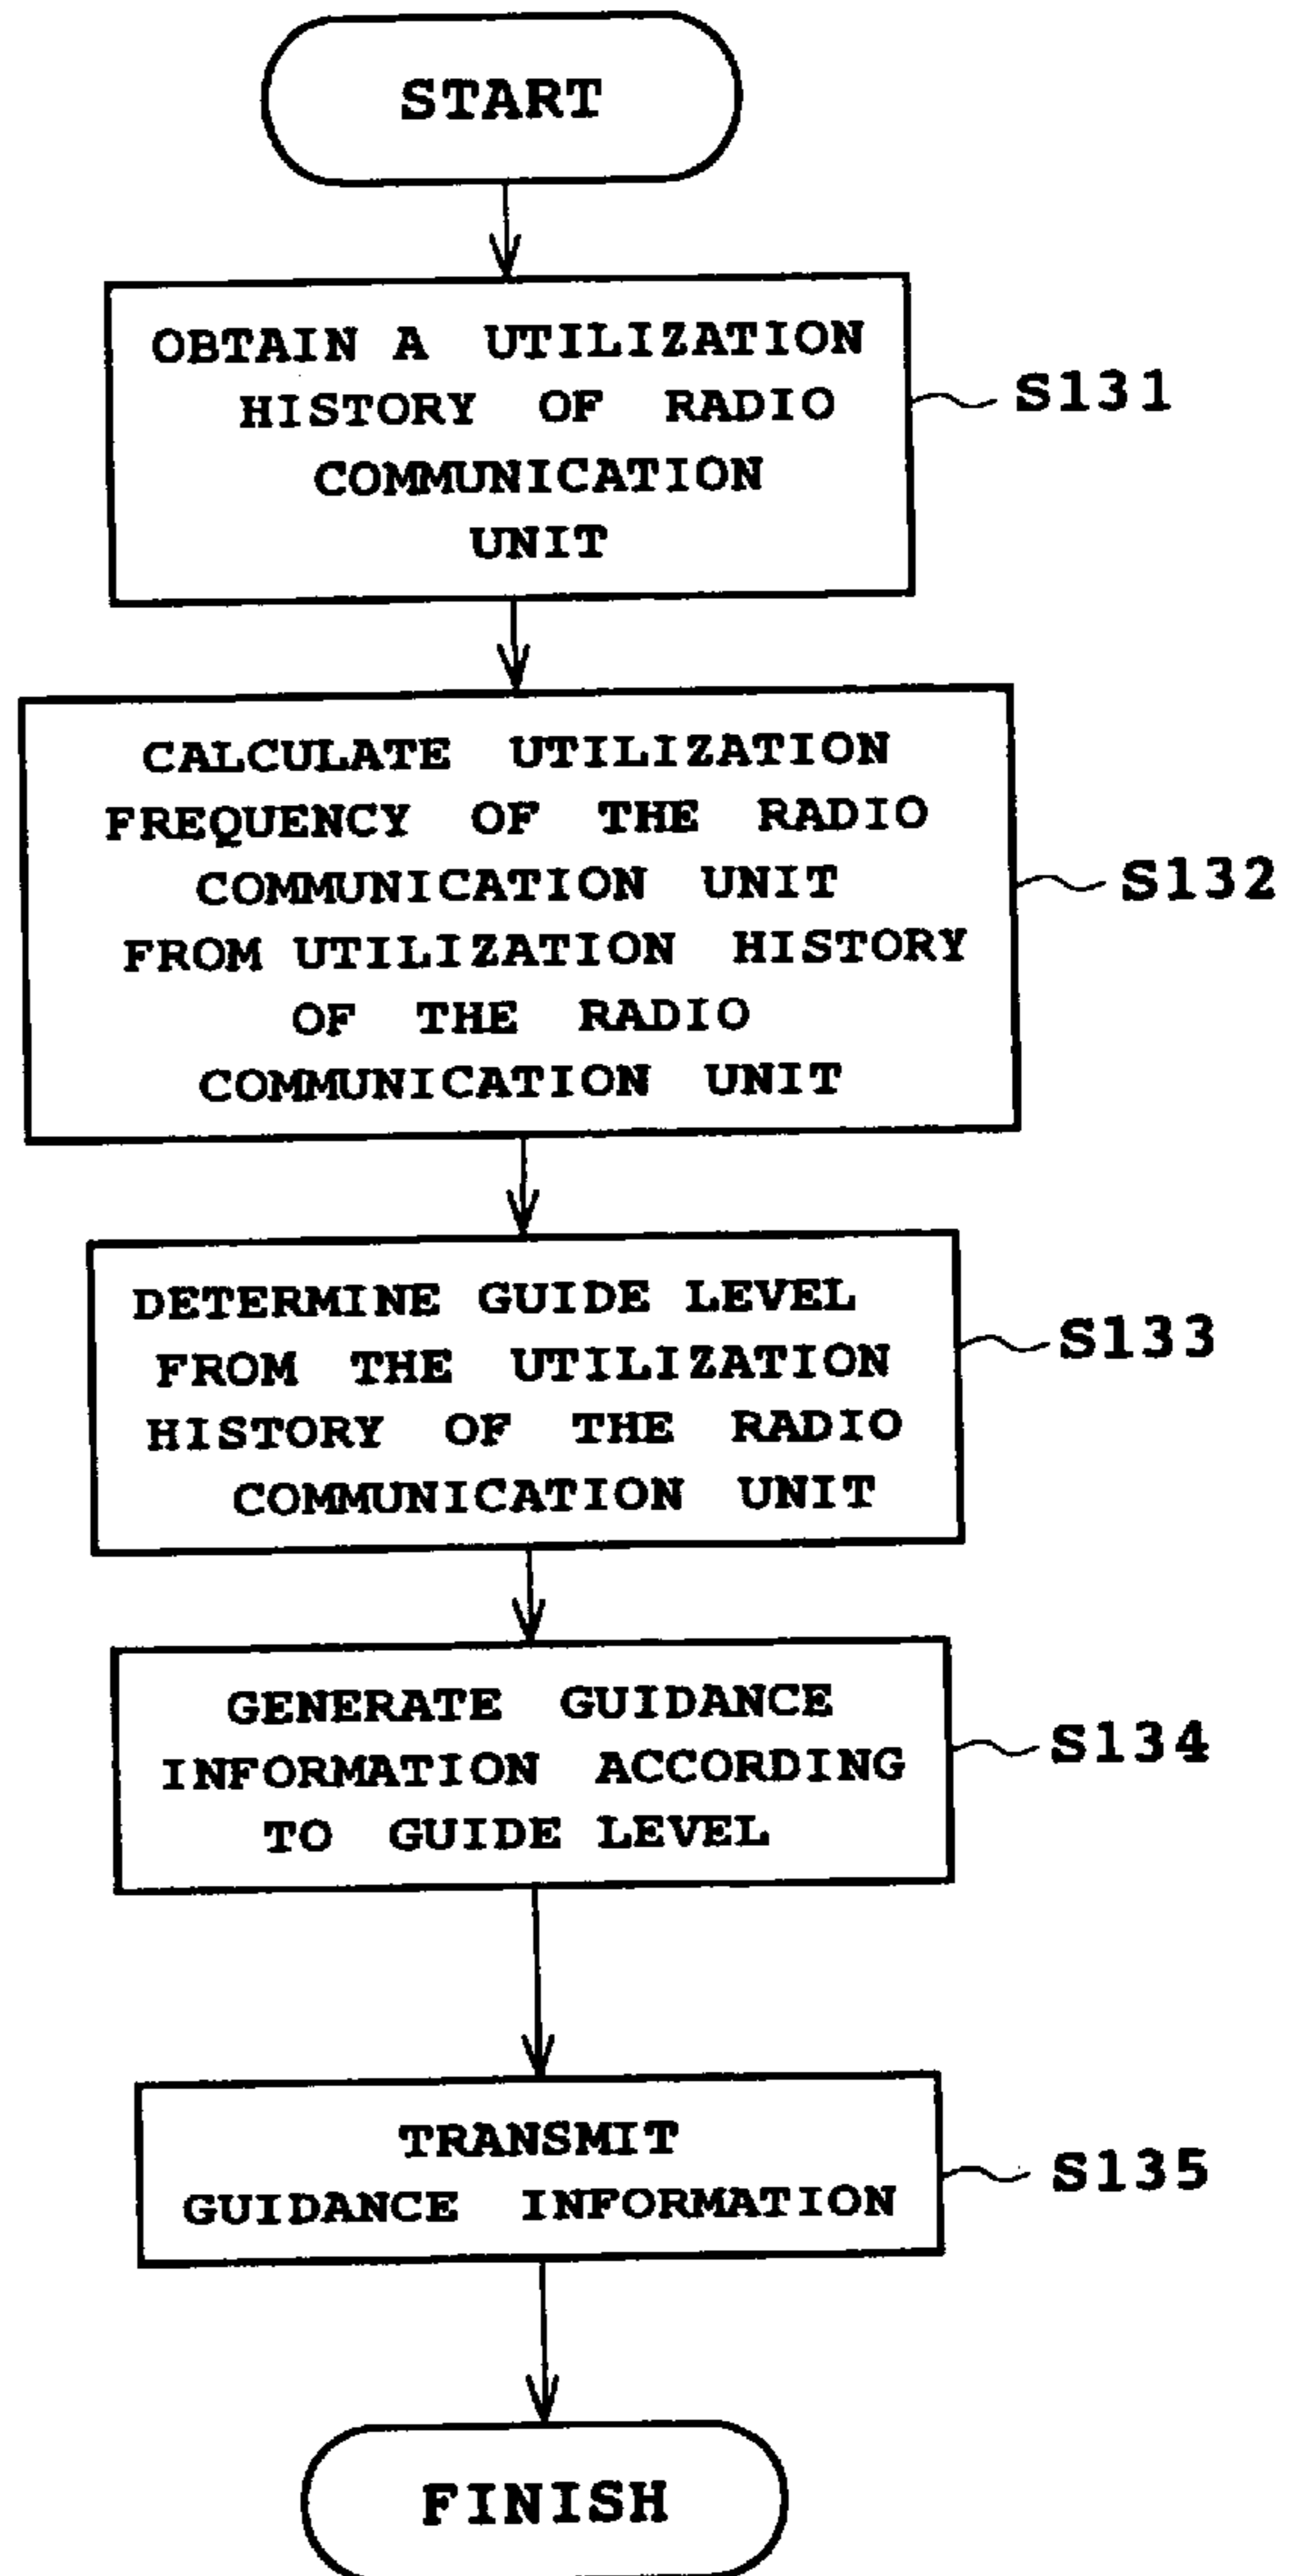 START
OBTAIN A UTILIZATION
HISTORY OF RADIO
COMMUNICATION
UNIT
S131
CALCULATE UTILIZATION
FREQUENCY OF THE RADIO
COMMUNICATION UNIT
FROM UTILIZATION HISTORY
OF THE RADIO
COMMUNICATION UNIT
S132
DETERMINE GUIDE LEVEL
FROM THE UTILIZATION
HISTORY OF THE RADIO
COMMUNICATION UNIT
S133
GENERATE GUIDANCE
INFORMATION ACCORDING
TO GUIDE LEVEL
S134
TRANSMIT
GUIDANCE INFORMATION
S135
FINISH